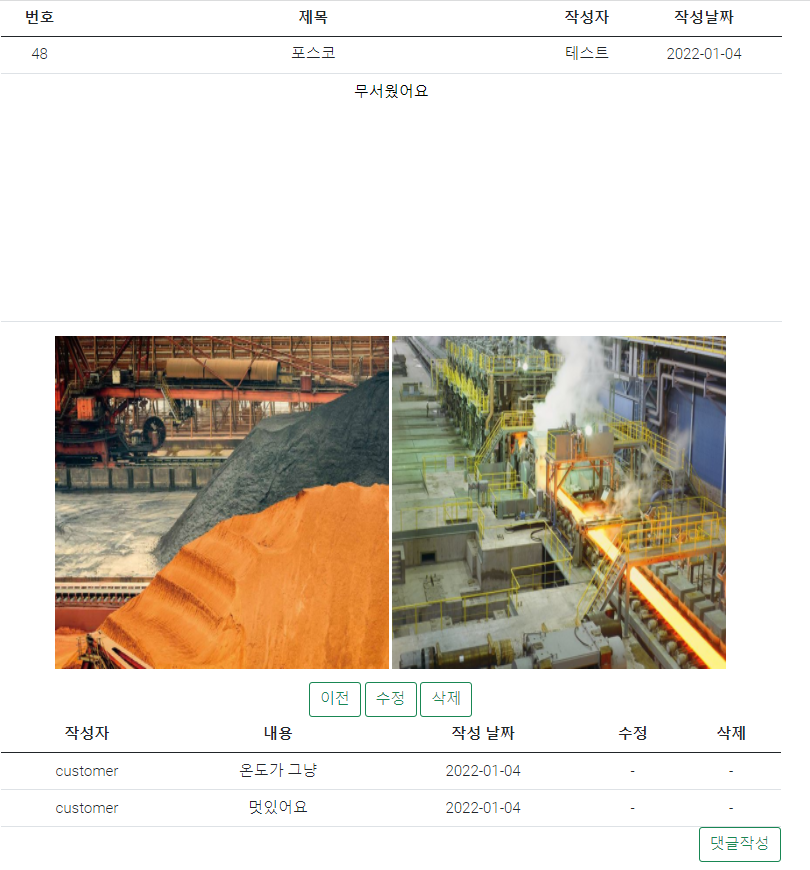 번호 제목 작성자 작성날짜
48 포스코 테스트 2022-01-04
무서웠어요
이전 수정 삭제
작성자 내용 작성 날짜 수정 삭제
customer 온도가 그냥 2022-01-04 - -
customer 멋있어요 2022-01-04 - -
댓글작성